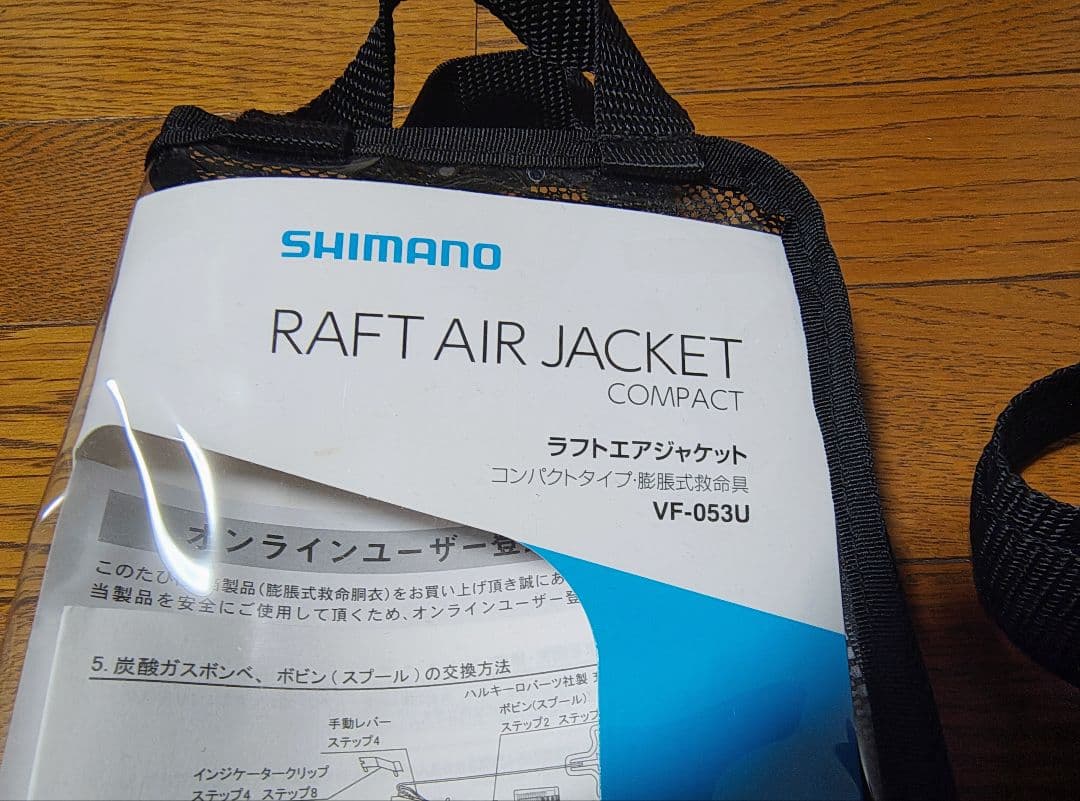 SHIMANO
RAFT AIR JACKET
COMPACT
ラフトエアジャケット
コンパクトタイプ・膨脹式救命具
VF-053U
オンラインユーザー登
このたび 当製品(膨脹式救命胴衣)をお買い上げ頂き誠にあ
当製品を安全にご使用して頂くため、オンラインユーザー登
5. 炭酸ガスボンベ、ボビン(スプール)の交換方法
ハルキーロバーツ社製
ボビン(スプール)
手動レバー
ステップ2 ステップ
ステップ4
インジケータークリップ
ステップ4 ステップ8